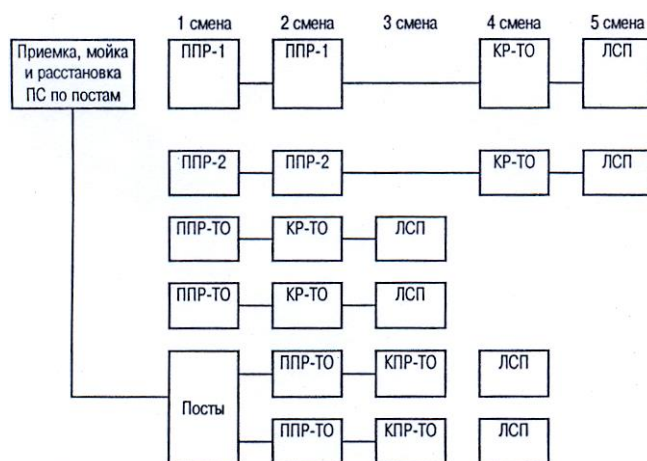 1 смена 2 смена 3 смена 4 смена 5 смена
Приемка, мойка
и расстановка
ПС по постам
ППР-1 ППР-1 КР-ТО ЛСП
ППР-2 ППР-2 КР-ТО ЛСП
ППР-ТО КР-ТО ЛСП
ППР-ТО КР-ТО ЛСП
Посты
ППР-ТО КПР-ТО ЛСП
ППР-ТО КПР-ТО ЛСП